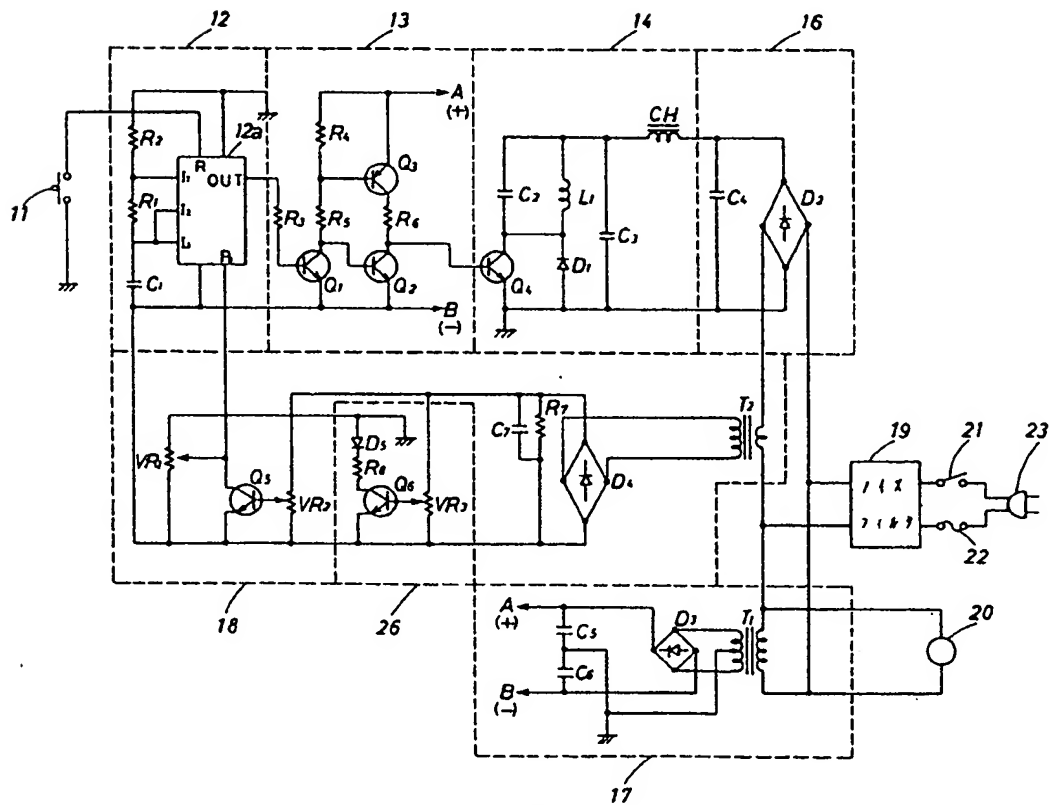 12
13
14
16
A
(+)
CH
R2
12a
R4
R
OUT
Q3
11
I1
C2
L1
C3
C4
D2
R1
I2
R3
R5
R6
C1
D1
Q1
Q2
Q4
B
(−)
T2
R7
C7
D5
R8
19
21
23
VR1
Q5
VR2
Q6
VR3
D4
22
18
26
A
(+)
C5
D3
T1
20
C6
B
(−)
17